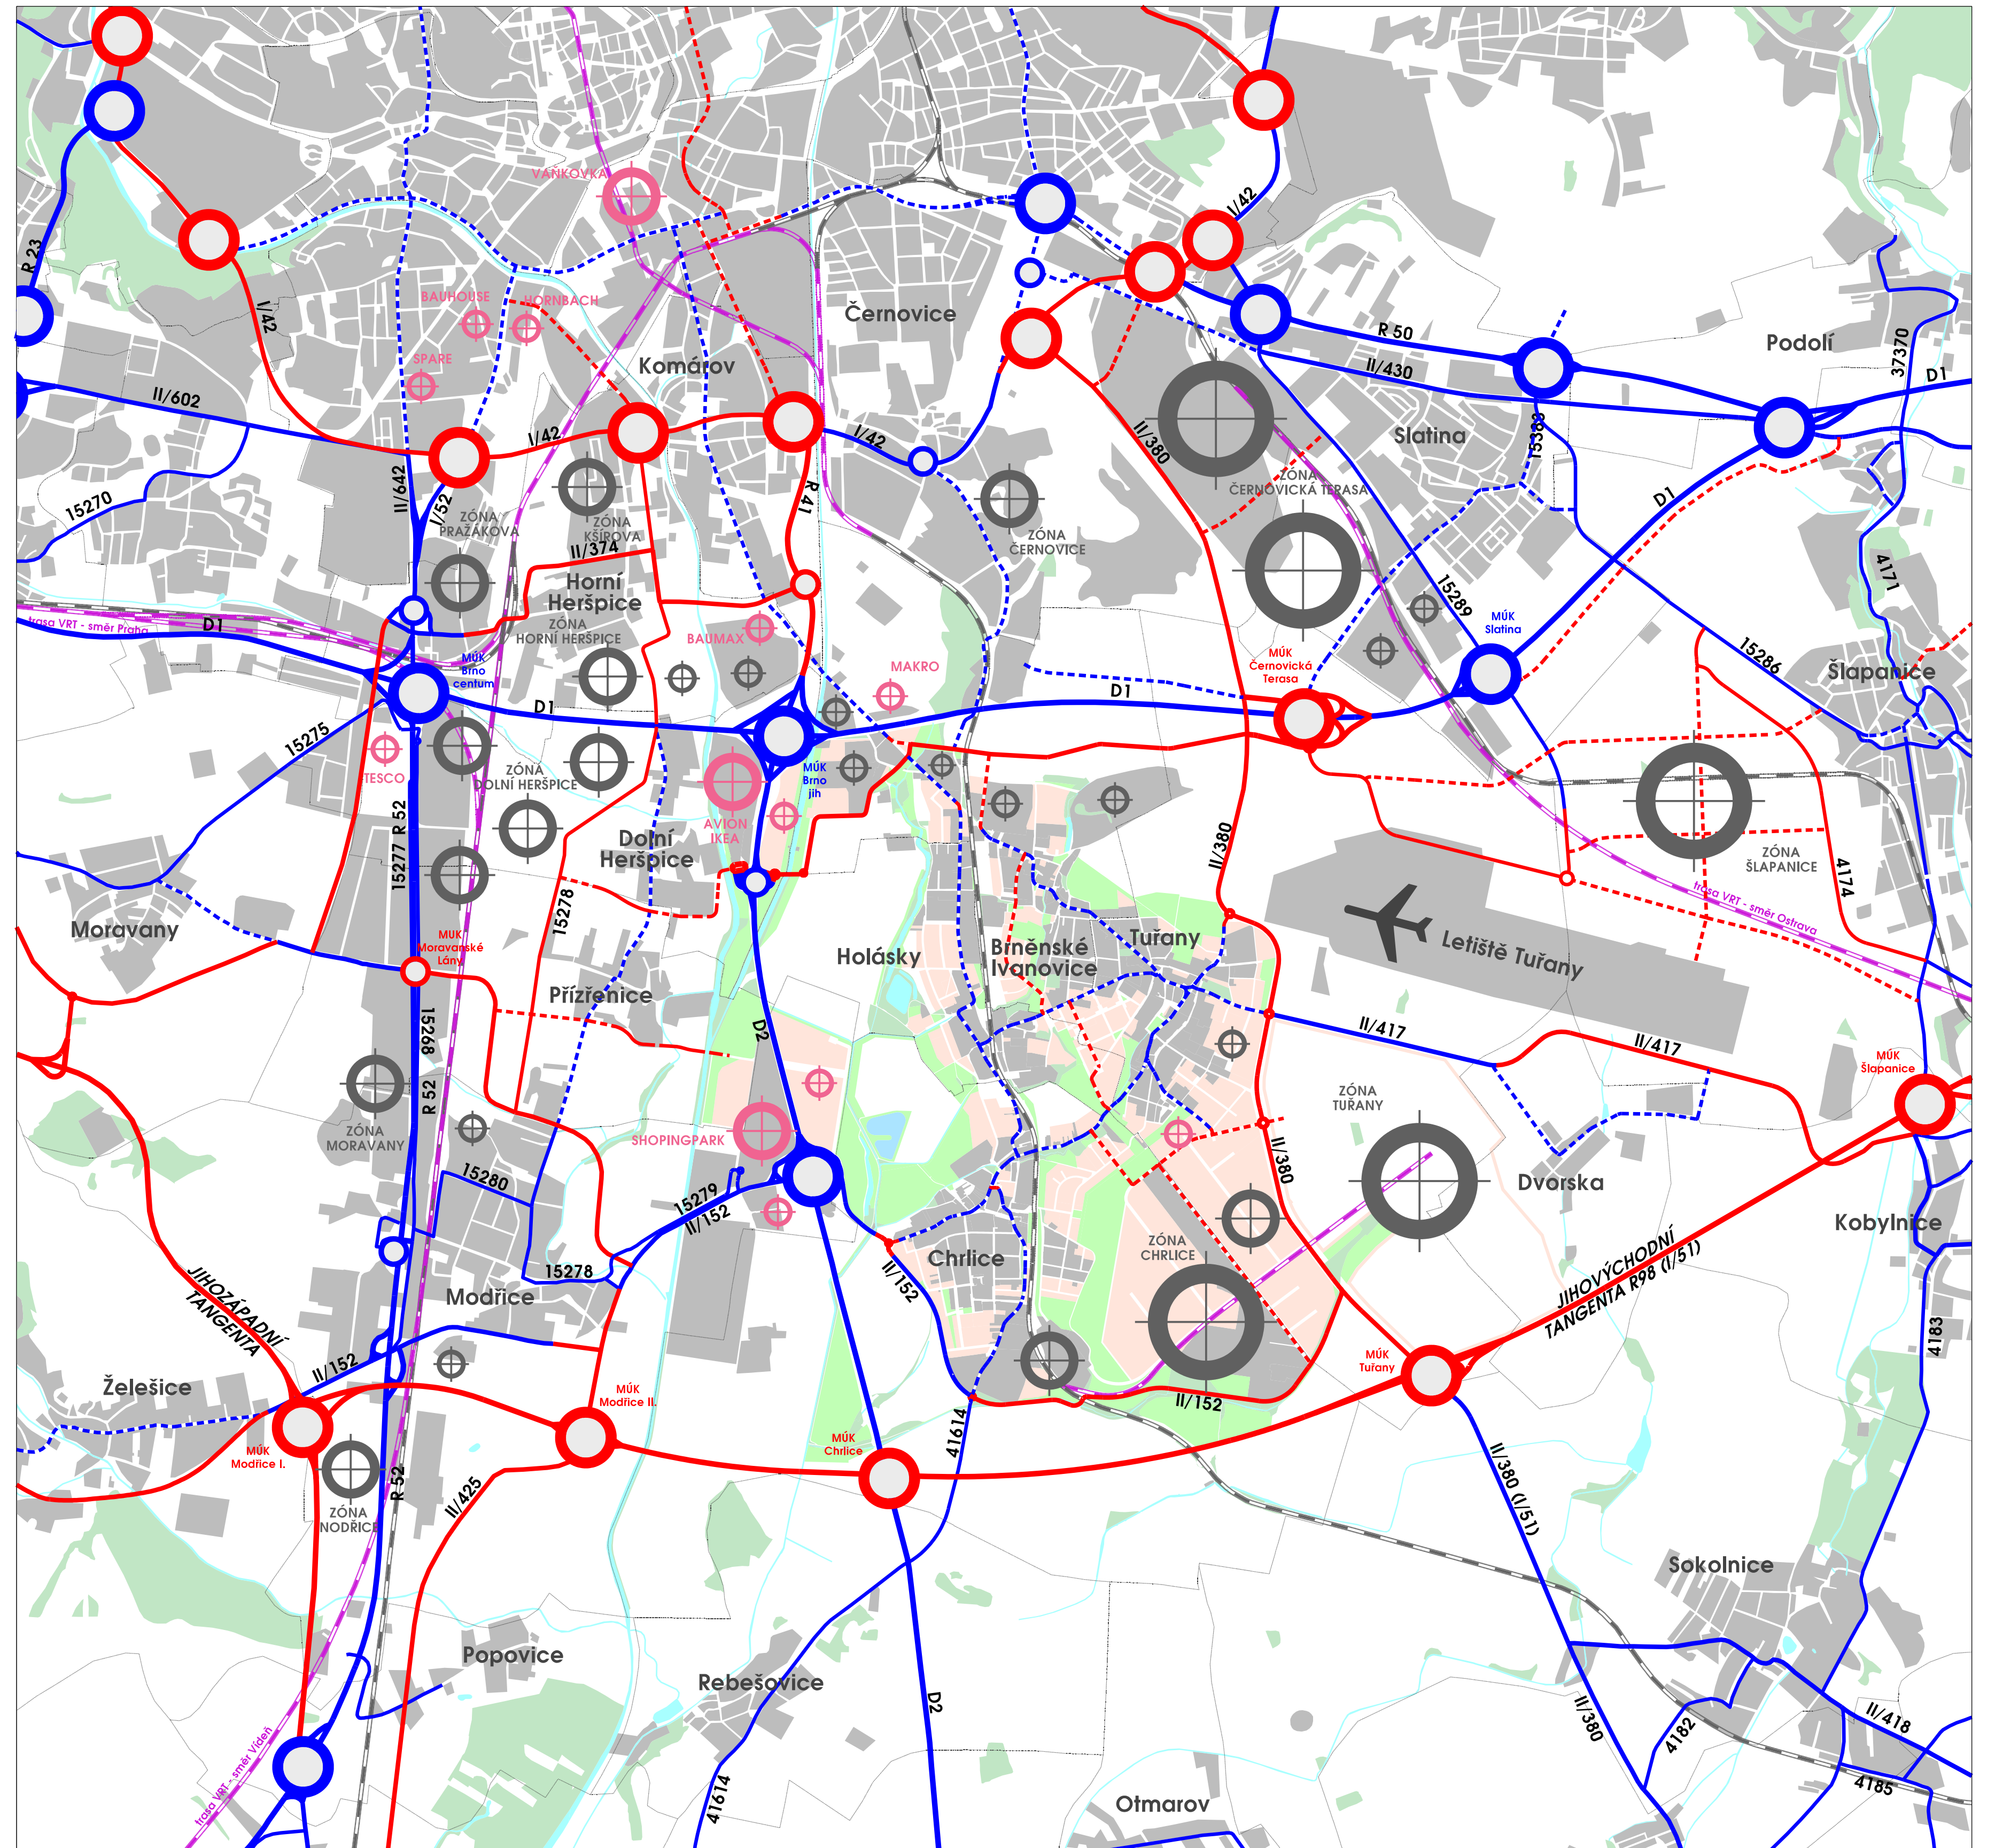 VAŇKOVKA
I/42
R 23
I/42
BAUHOUSE
HORNBACH
Černovice
R 50
Podolí
37370
SPARE
Komárov
II/430
D1
II/602
I/42
I/42
II/380
Slatina
15383
15270
II/642
I/52
R 41
ZÓNA
ČERNOVICKÁ TERASA
D1
ZÓNA
PRAŽÁKOVA
ZÓNA
KŠÍROVA
II/374
ZÓNA
ČERNOVICE
4171
Horní
Heršpice
15289
trasa VRT - směr Praha
D1
ZÓNA
HORNÍ HERŠPICE
BAUMAX
MÚK
Slatina
15286
Šlapanice
MÚK
Brno
centum
MAKRO
MÚK
Černovická
Terasa
D1
D1
15275
TESCO
ZÓNA
DOLNÍ HERŠPICE
MÚK
Brno
jih
15277 R 52
AVION
IKEA
Dolní
Heršpice
II/380
ZÓNA
ŠLAPANICE
4174
15278
trasa VRT - směr Ostrava
Moravany
MUK
Moravanské
Lány
Holásky
Brněnské
Ivanovice
Tuřany
Letiště Tuřany
Přízřenice
15268
D2
II/417
II/417
MÚK
Šlapanice
R 52
ZÓNA
MORAVANY
SHOPINGPARK
ZÓNA
TUŘANY
15280
15279
II/152
II/380
Dvorska
Kobylnice
ZÓNA
CHRLICE
Chrlice
15278
II/152
JIHOZÁPADNÍ
TANGENTA
Modřice
JIHOVÝCHODNÍ
TANGENTA R98 (I/51)
4183
II/152
Želešice
MÚK
Modřice II.
MÚK
Tuřany
II/152
41614
MÚK
Modřice I.
MÚK
Chrlice
R 52
II/425
ZÓNA
NODŘICE
II/380 (I/51)
Sokolnice
Popovice
Rebešovice
D2
II/380
4182
II/418
trasa VRT - směr Vídeň
41614
4185
Otmarov